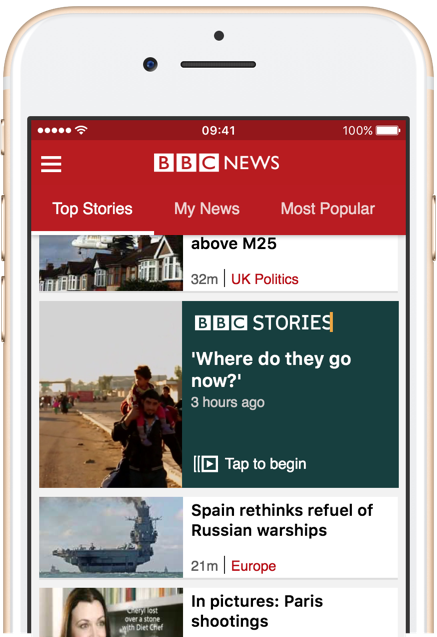 09:41
100%
BBC NEWS
Top Stories
My News
Most Popular
above M25
32m | UK Politics
BBC STORIES
'Where do they go
now?'
3 hours ago
Tap to begin
Spain rethinks refuel of
Russian warships
21m | Europe
Cheryl lost
over a stone
with Diet Chef
In pictures: Paris
shootings